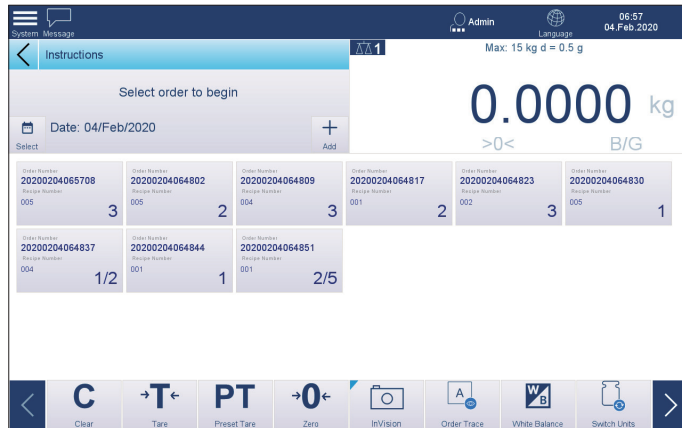 System
Message
Admin
Language
06:57
04.Feb.2020
Instructions
1
Max: 15 kg d = 0.5 g
Select order to begin
0.0000 kg
>0<
B/G
Date: 04/Feb/2020
Select
Add
Order Number
20200204065708
Recipe Number
005
3
Order Number
20200204064802
Recipe Number
005
2
Order Number
20200204064809
Recipe Number
004
3
Order Number
20200204064817
Recipe Number
001
2
Order Number
20200204064823
Recipe Number
002
3
Order Number
20200204064830
Recipe Number
005
1
Order Number
20200204064837
Recipe Number
004
1/2
Order Number
20200204064844
Recipe Number
001
1
Order Number
20200204064851
Recipe Number
001
2/5
C
Clear
→T←
Tare
PT
Preset Tare
→0←
Zero
InVision
A
Order Trace
W/B
White Balance
Switch Units